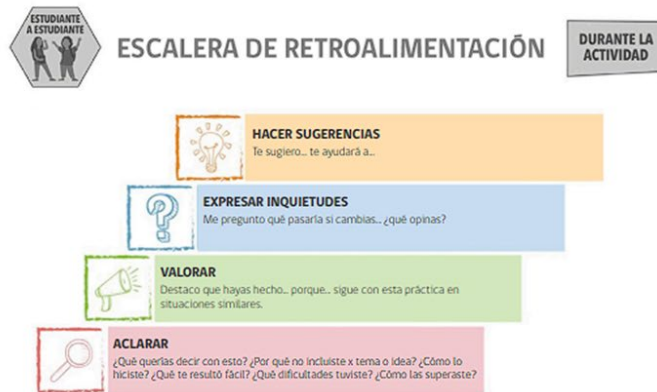 ESTUDIANTE
A ESTUDIANTE
ESCALERA DE RETROALIMENTACIÓN
DURANTE LA
ACTIVIDAD
HACER SUGERENCIAS
Te sugiero... te ayudará a...
EXPRESAR INQUIETUDES
Me pregunto qué pasaría si cambias... ¿qué opinas?
VALORAR
Destaco que hayas hecho... porque... sigue con esta práctica en
situaciones similares.
ACLARAR
¿Qué querías decir con esto? ¿Por qué no incluiste x tema o idea? ¿Cómo lo
hiciste? ¿Qué te resultó fácil? ¿Qué dificultades tuviste? ¿Cómo las superaste?